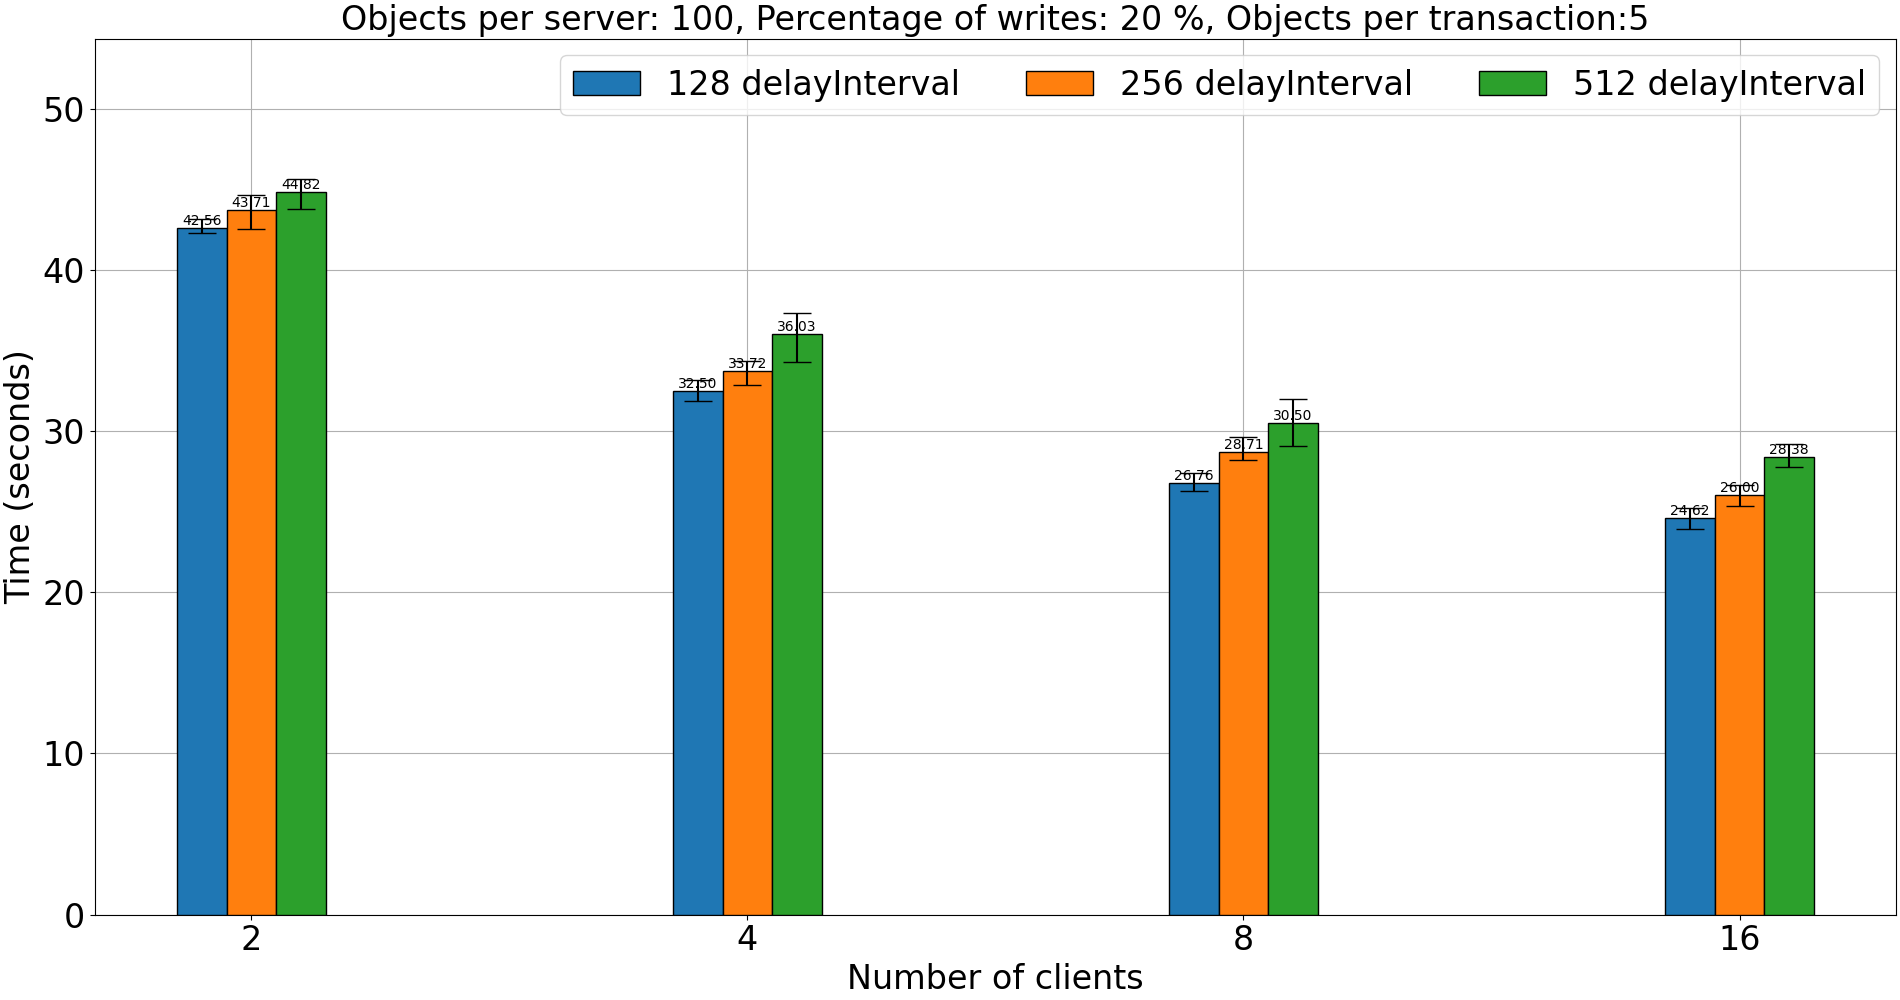 Objects per server: 100, Percentage of writes: 20 %, Objects per transaction:5
128 delayInterval 256 delayInterval 512 delayInterval
50
40
30
20
10
0
Time (seconds)
42.56 43.71 44.82
32.50 33.72 36.03
26.76 28.71 30.50
24.62 26.00 28.38
2 4 8 16
Number of clients